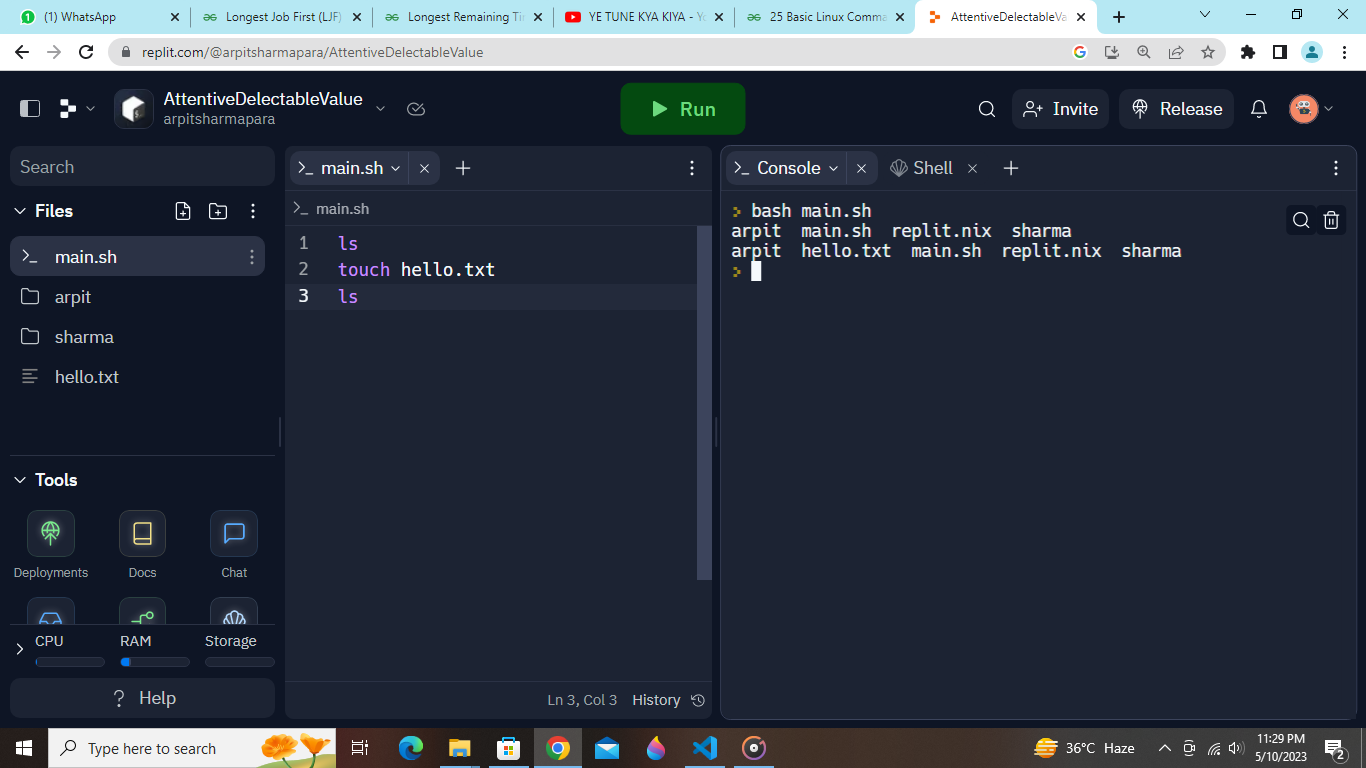 (1) WhatsApp
Longest Job First (LJF)
Longest Remaining Ti
YE TUNE KYA KIYA - Yo
25 Basic Linux Comma
AttentiveDelectableVa
replit.com/@arpitsharmapara/AttentiveDelectableValue
AttentiveDelectableValue
arpitsharmapara
Run
Invite
Release
Search
Files
main.sh
arpit
sharma
hello.txt
Tools
Deployments
Docs
Chat
CPU
RAM
Storage
? Help
main.sh
main.sh
1 ls
2 touch hello.txt
3 ls
Ln 3, Col 3
History
Console
Shell
bash main.sh
arpit main.sh replit.nix sharma
arpit hello.txt main.sh replit.nix sharma
Type here to search
36°C Haze
11:29 PM
5/10/2023
2